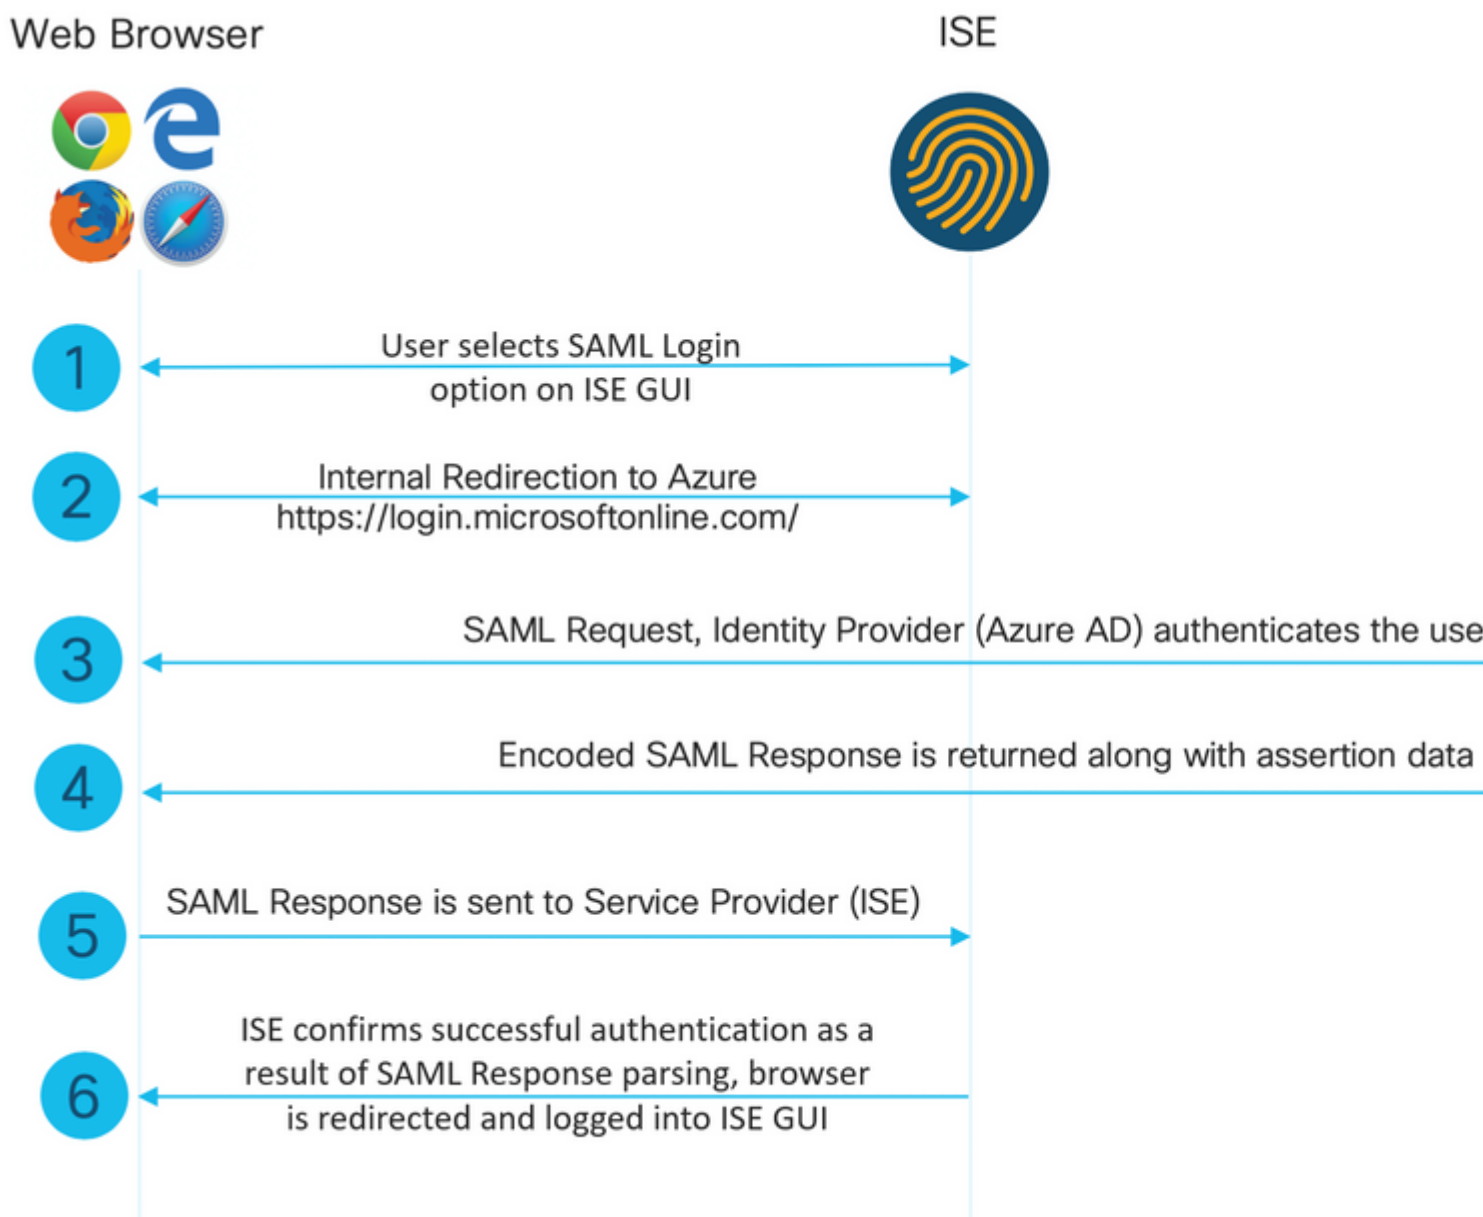 Web Browser
ISE
1
User selects SAML Login
option on ISE GUI
2
Internal Redirection to Azure
https://login.microsoftonline.com/
3
SAML Request, Identity Provider (Azure AD) authenticates the use
4
Encoded SAML Response is returned along with assertion data
5
SAML Response is sent to Service Provider (ISE)
6
ISE confirms successful authentication as a
result of SAML Response parsing, browser
is redirected and logged into ISE GUI